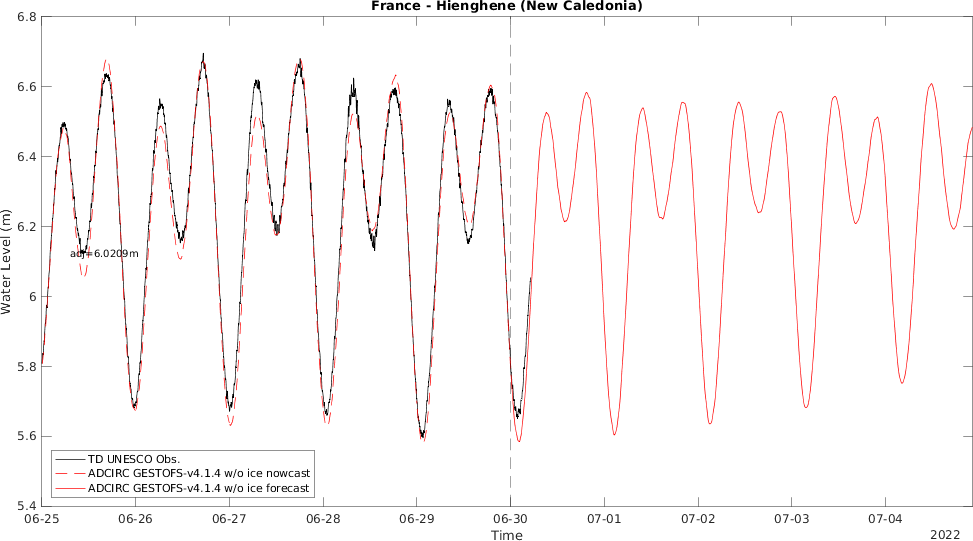 France - Hienghene (New Caledonia)
6.8
6.6
6.4
6.2
6
5.8
5.6
5.4
Water Level (m)
adj=6.0209m
TD UNESCO Obs.
ADCIRC GESTOFS-v4.1.4 w/o ice nowcast
ADCIRC GESTOFS-v4.1.4 w/o ice forecast
06-25 06-26 06-27 06-28 06-29 06-30 07-01 07-02 07-03 07-04
Time
2022